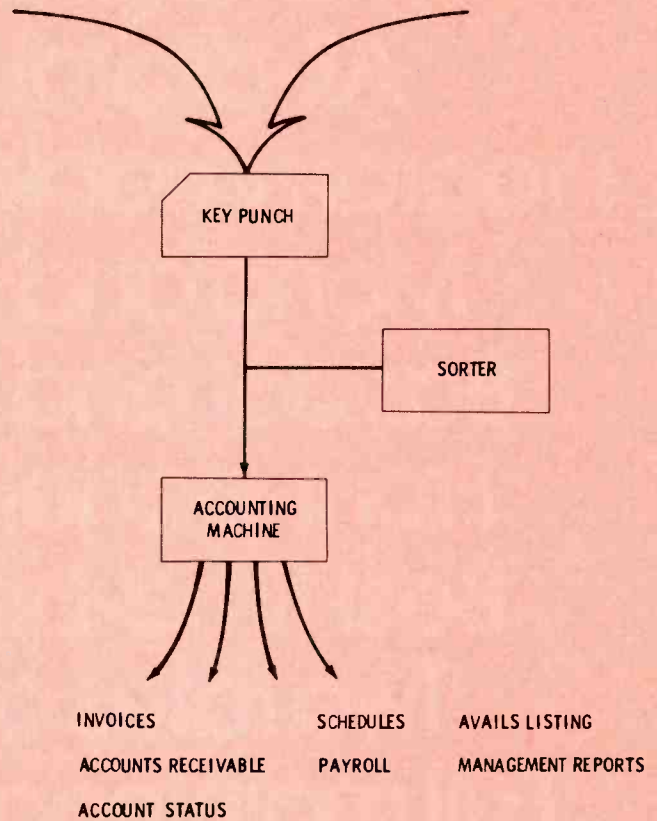 KEY PUNCH
SORTER
ACCOUNTING
MACHINE
INVOICES SCHEDULES AVAILS LISTING
ACCOUNTS RECEIVABLE PAYROLL MANAGEMENT REPORTS
ACCOUNT STATUS